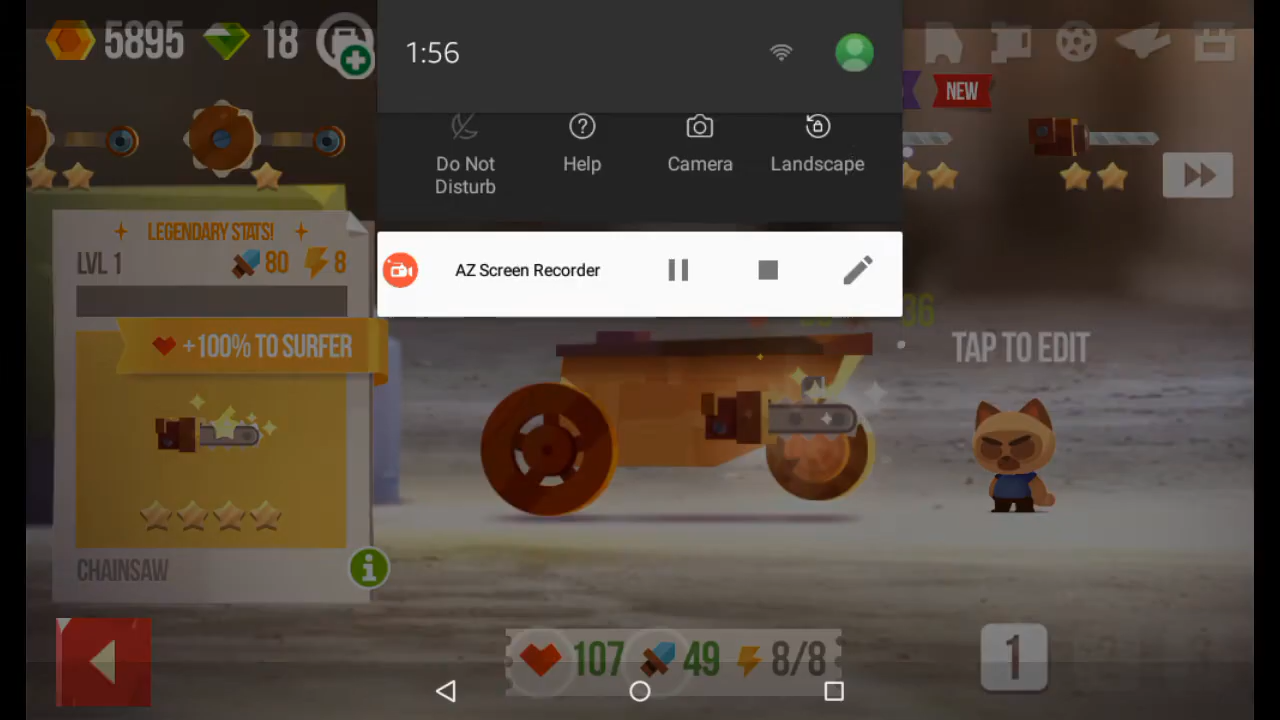 5895 18
1:56
NEW
Do Not
Disturb
Help
Camera
Landscape
AZ Screen Recorder
LEGENDARY STATS!
LVL 1 80 8
+100% TO SURFER
TAP TO EDIT
CHAINSAW
107 49 8/8
1